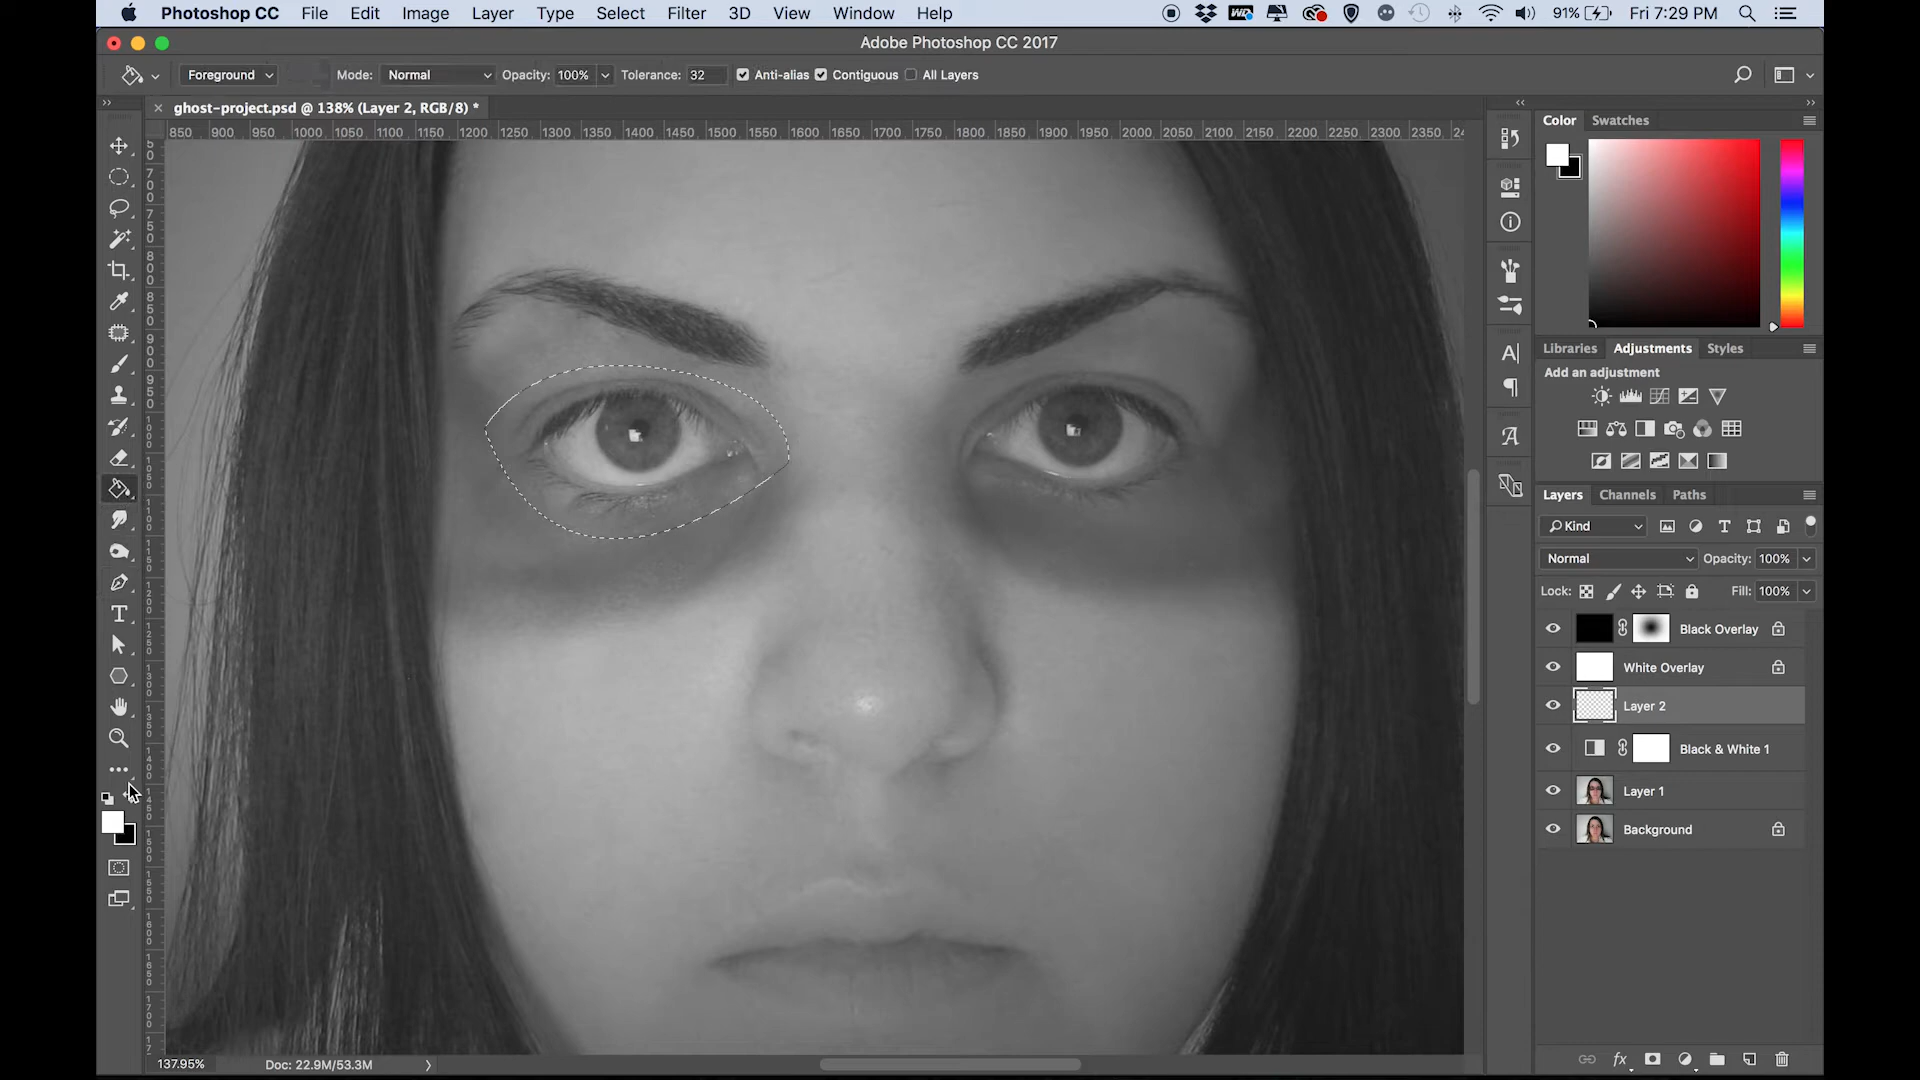 Photoshop CC File Edit Image Layer Type Select Filter 3D View Window Help 91% Fri 7:29 PM
Adobe Photoshop CC 2017
Foreground Mode: Normal Opacity: 100% Tolerance: 32 Anti-alias Contiguous All Layers
ghost-project.psd @ 138% (Layer 2, RGB/8) *
850 900 950 1000 1050 1100 1150 1200 1250 1300 1350 1400 1450 1500 1550 1600 1650 1700 1750 1800 1850 1900 1950 2000 2050 2100 2150 2200 2250 2300 2350
Color Swatches
Libraries Adjustments Styles
Add an adjustment
Layers Channels Paths
Kind
Normal Opacity: 100%
Lock: Fill: 100%
Black Overlay
White Overlay
Layer 2
Black & White 1
Layer 1
Background
137.95% Doc: 22.9M/53.3M